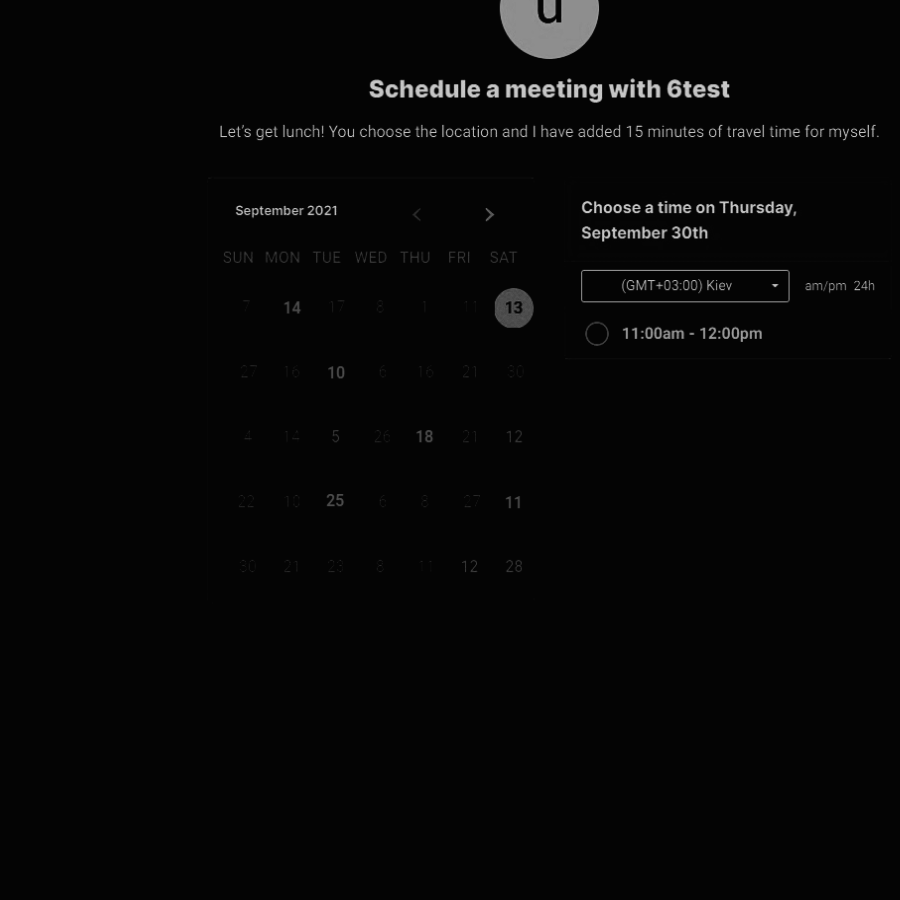 u
Schedule a meeting with 6test
Let's get lunch! You choose the location and I have added 15 minutes of travel time for myself.
September 2021
SUN MON TUE WED THU FRI SAT
7 14 17 8 1 11 13
27 16 10 6 16 21 30
4 14 5 26 18 21 12
22 10 25 6 8 27 11
30 21 23 8 11 12 28
Choose a time on Thursday,
September 30th
(GMT+03:00) Kiev
am/pm 24h
11:00am - 12:00pm